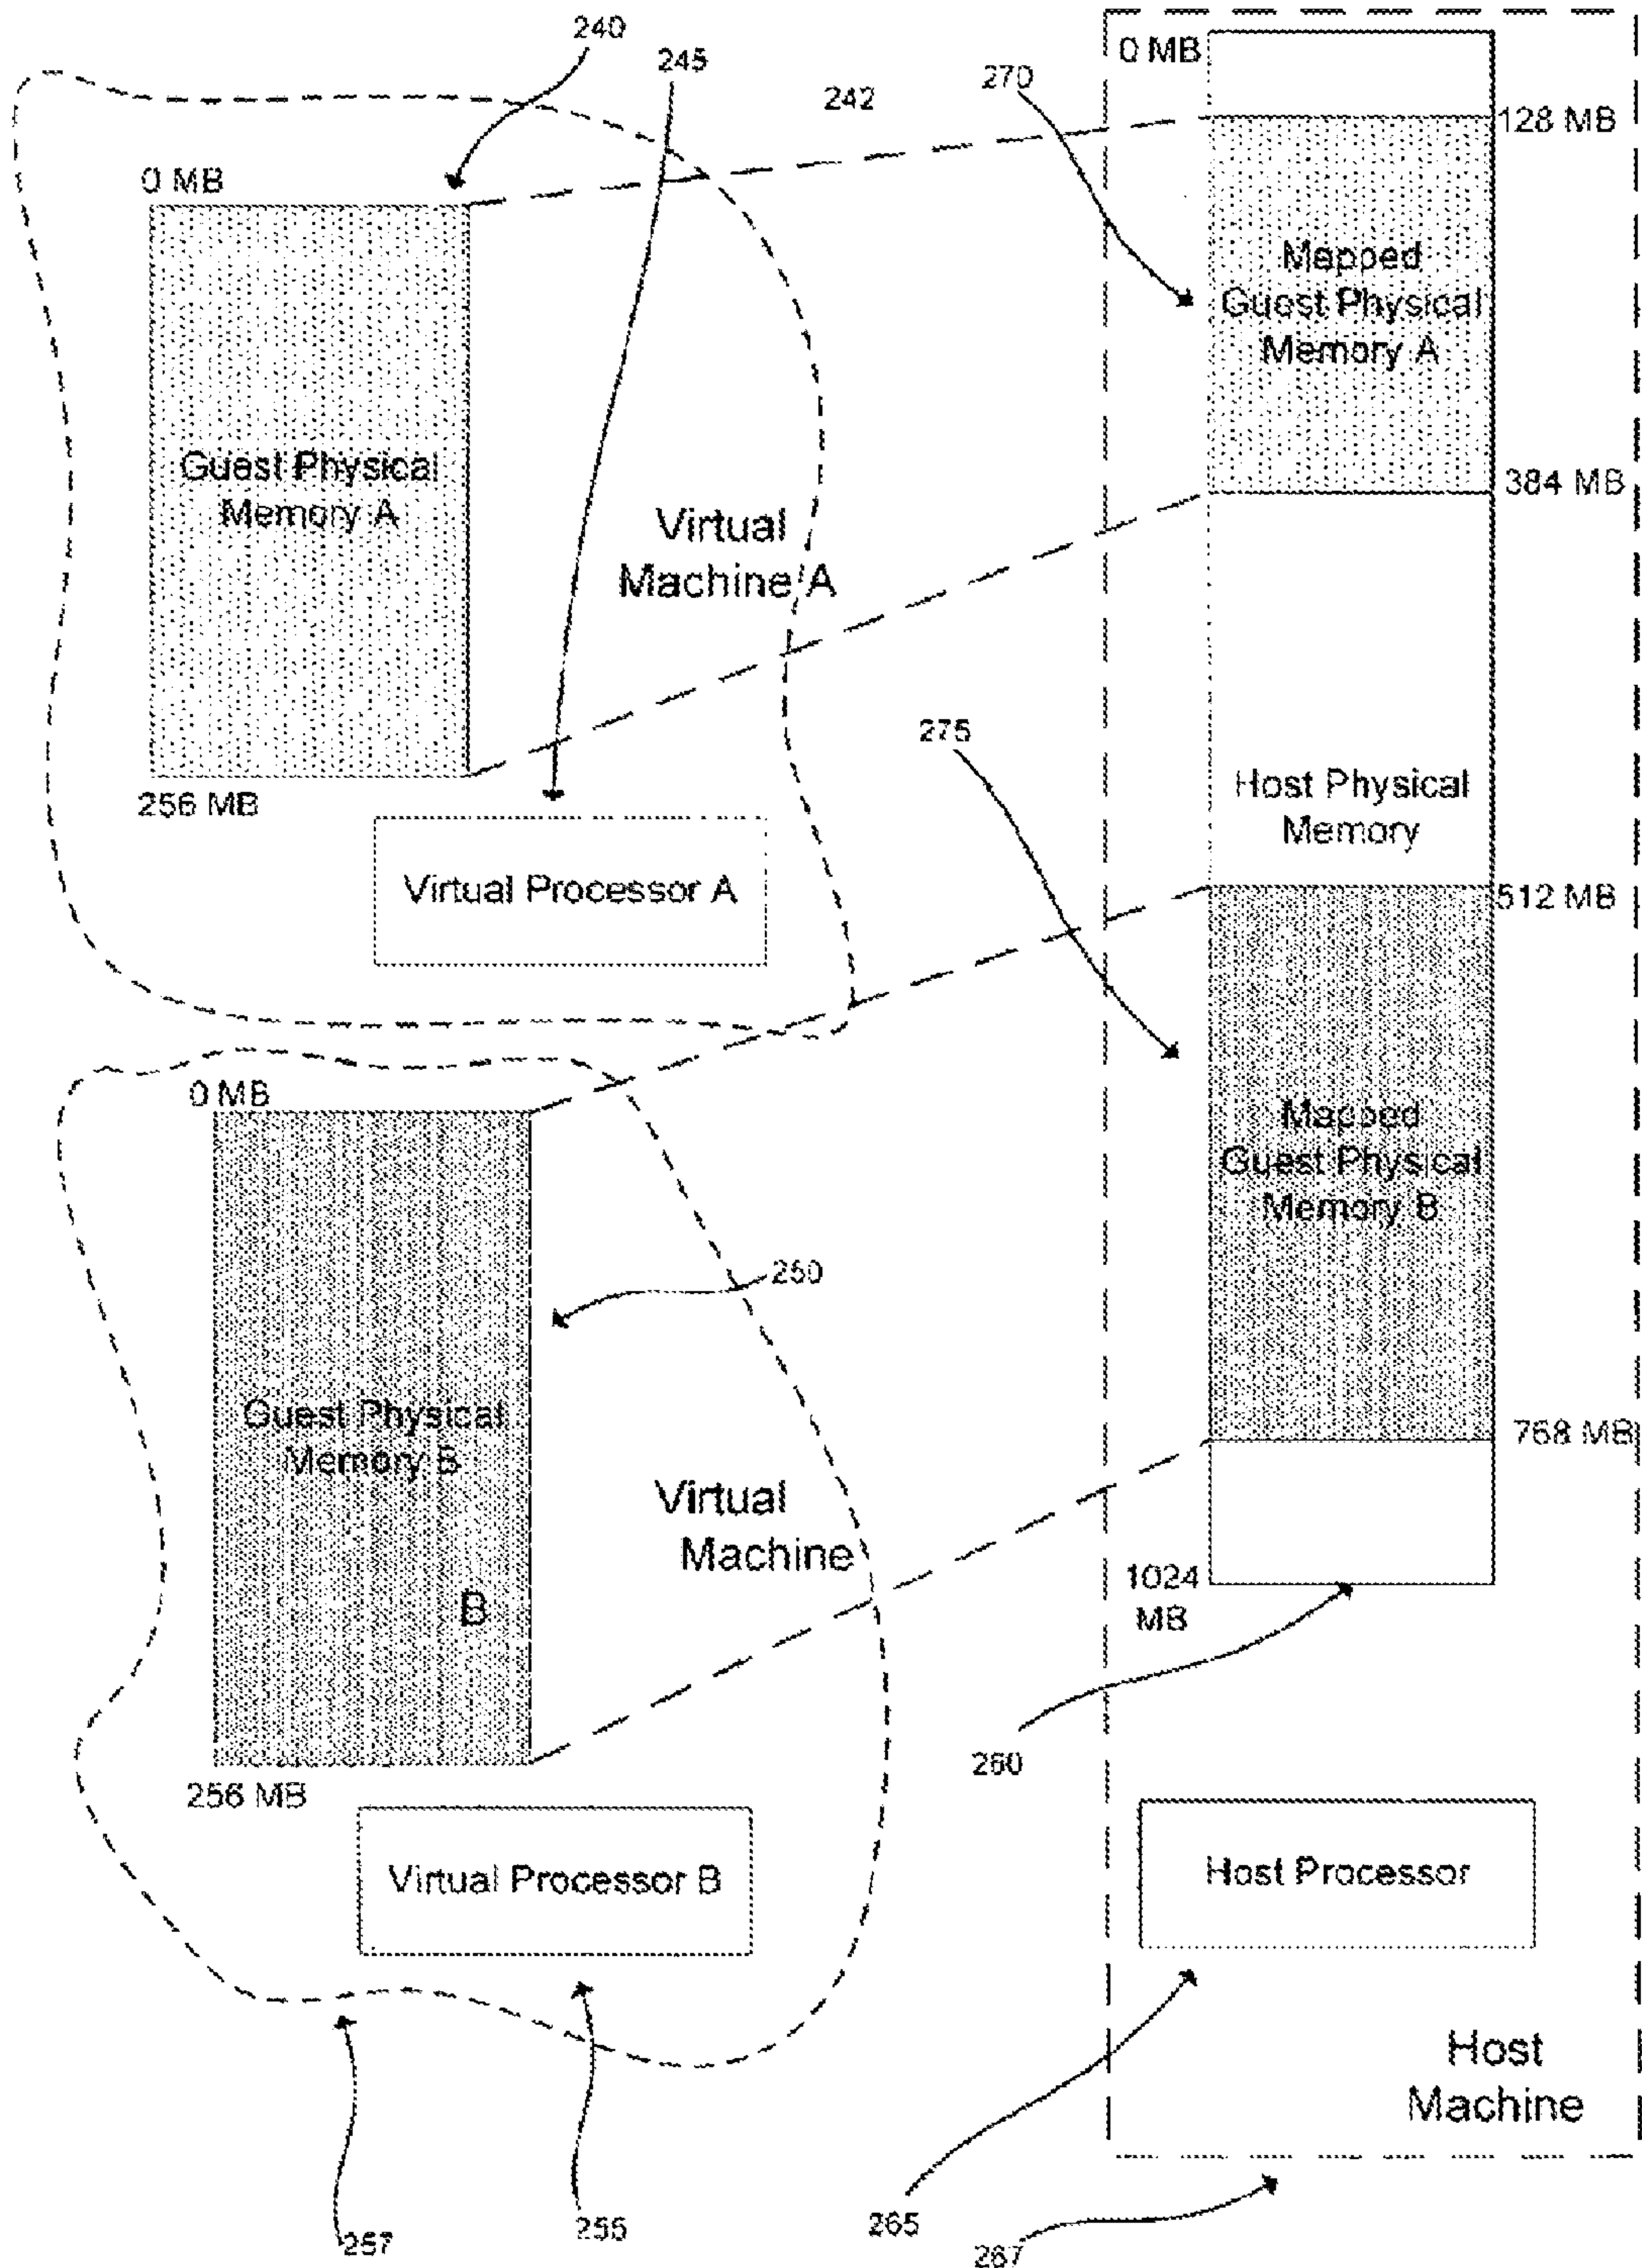 240
245
242
270
0 MB
128 MB
0 MB
Mapped
Guest Physical
Memory A
Guest Physical
Memory A
384 MB
Virtual
Machine A
275
256 MB
Host Physical
Memory
Virtual Processor A
512 MB
0 MB
Mapped
Guest Physical
Memory B
250
Guest Physical
Memory B
768 MB
Virtual
Machine
B
1024
MB
260
256 MB
Virtual Processor B
Host Processor
Host
Machine
257
255
265
267